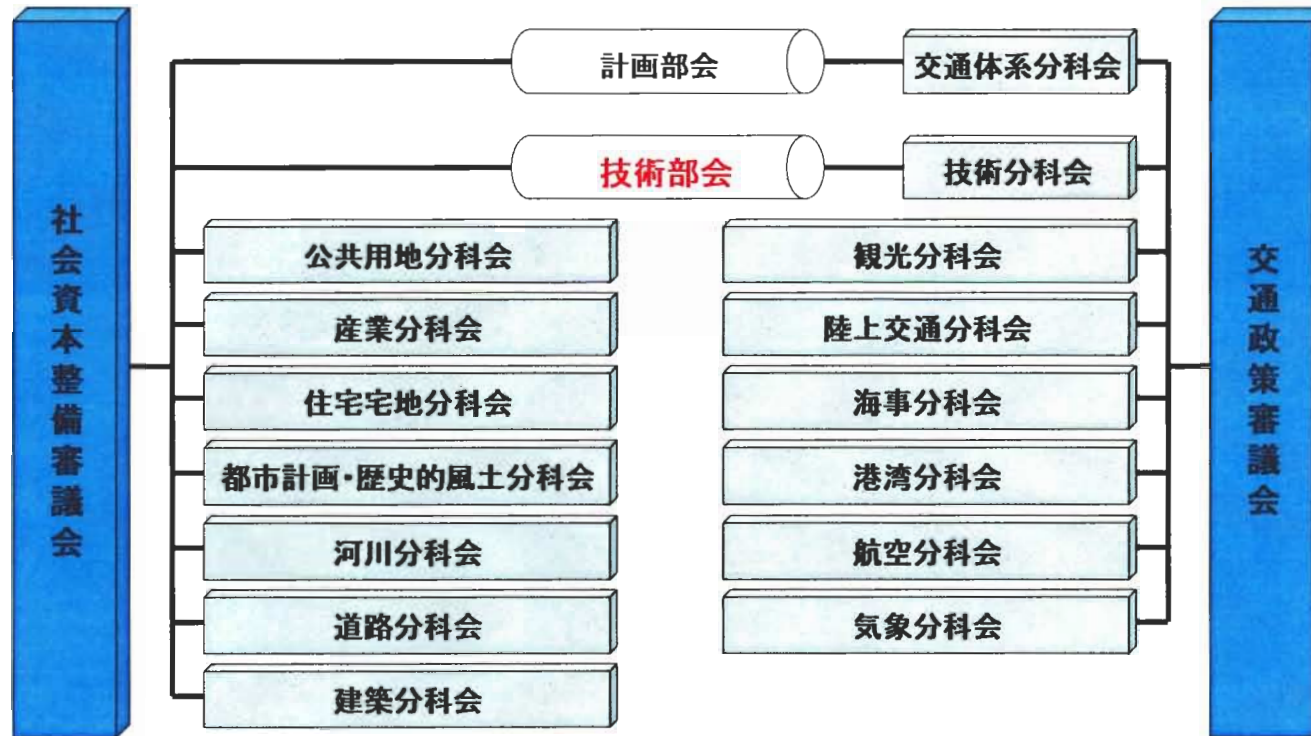 社会資本整備審議会
計画部会
交通体系分科会
技術部会
技術分科会
公共用地分科会
産業分科会
住宅宅地分科会
都市計画・歴史的風土分科会
河川分科会
道路分科会
建築分科会
観光分科会
陸上交通分科会
海事分科会
港湾分科会
航空分科会
気象分科会
交通政策審議会